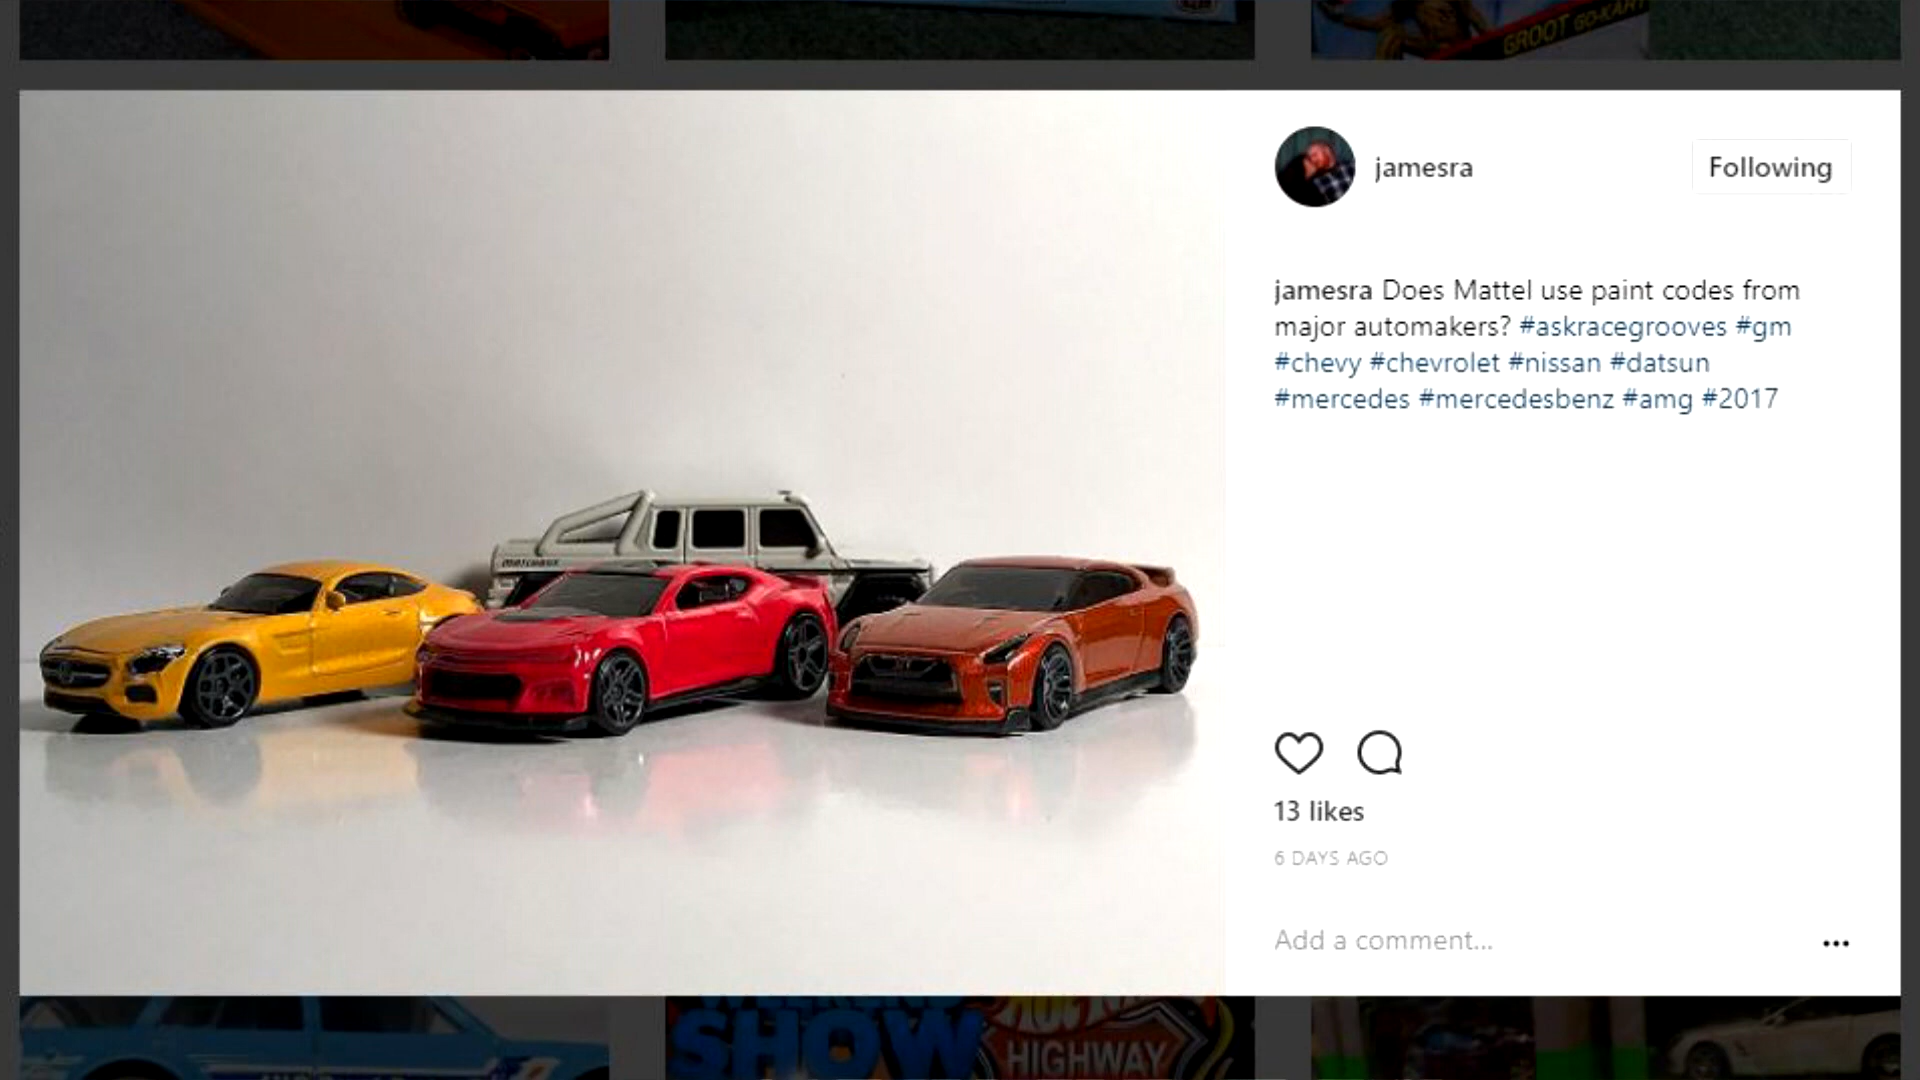 GROOT GO-KART
jamesra
Following
jamesra Does Mattel use paint codes from
major automakers? #askracegrooves #gm
#chevy #chevrolet #nissan #datsun
#mercedes #mercedesbenz #amg #2017
MATCHBOX
13 likes
6 DAYS AGO
Add a comment...
SHOW
HIGHWAY